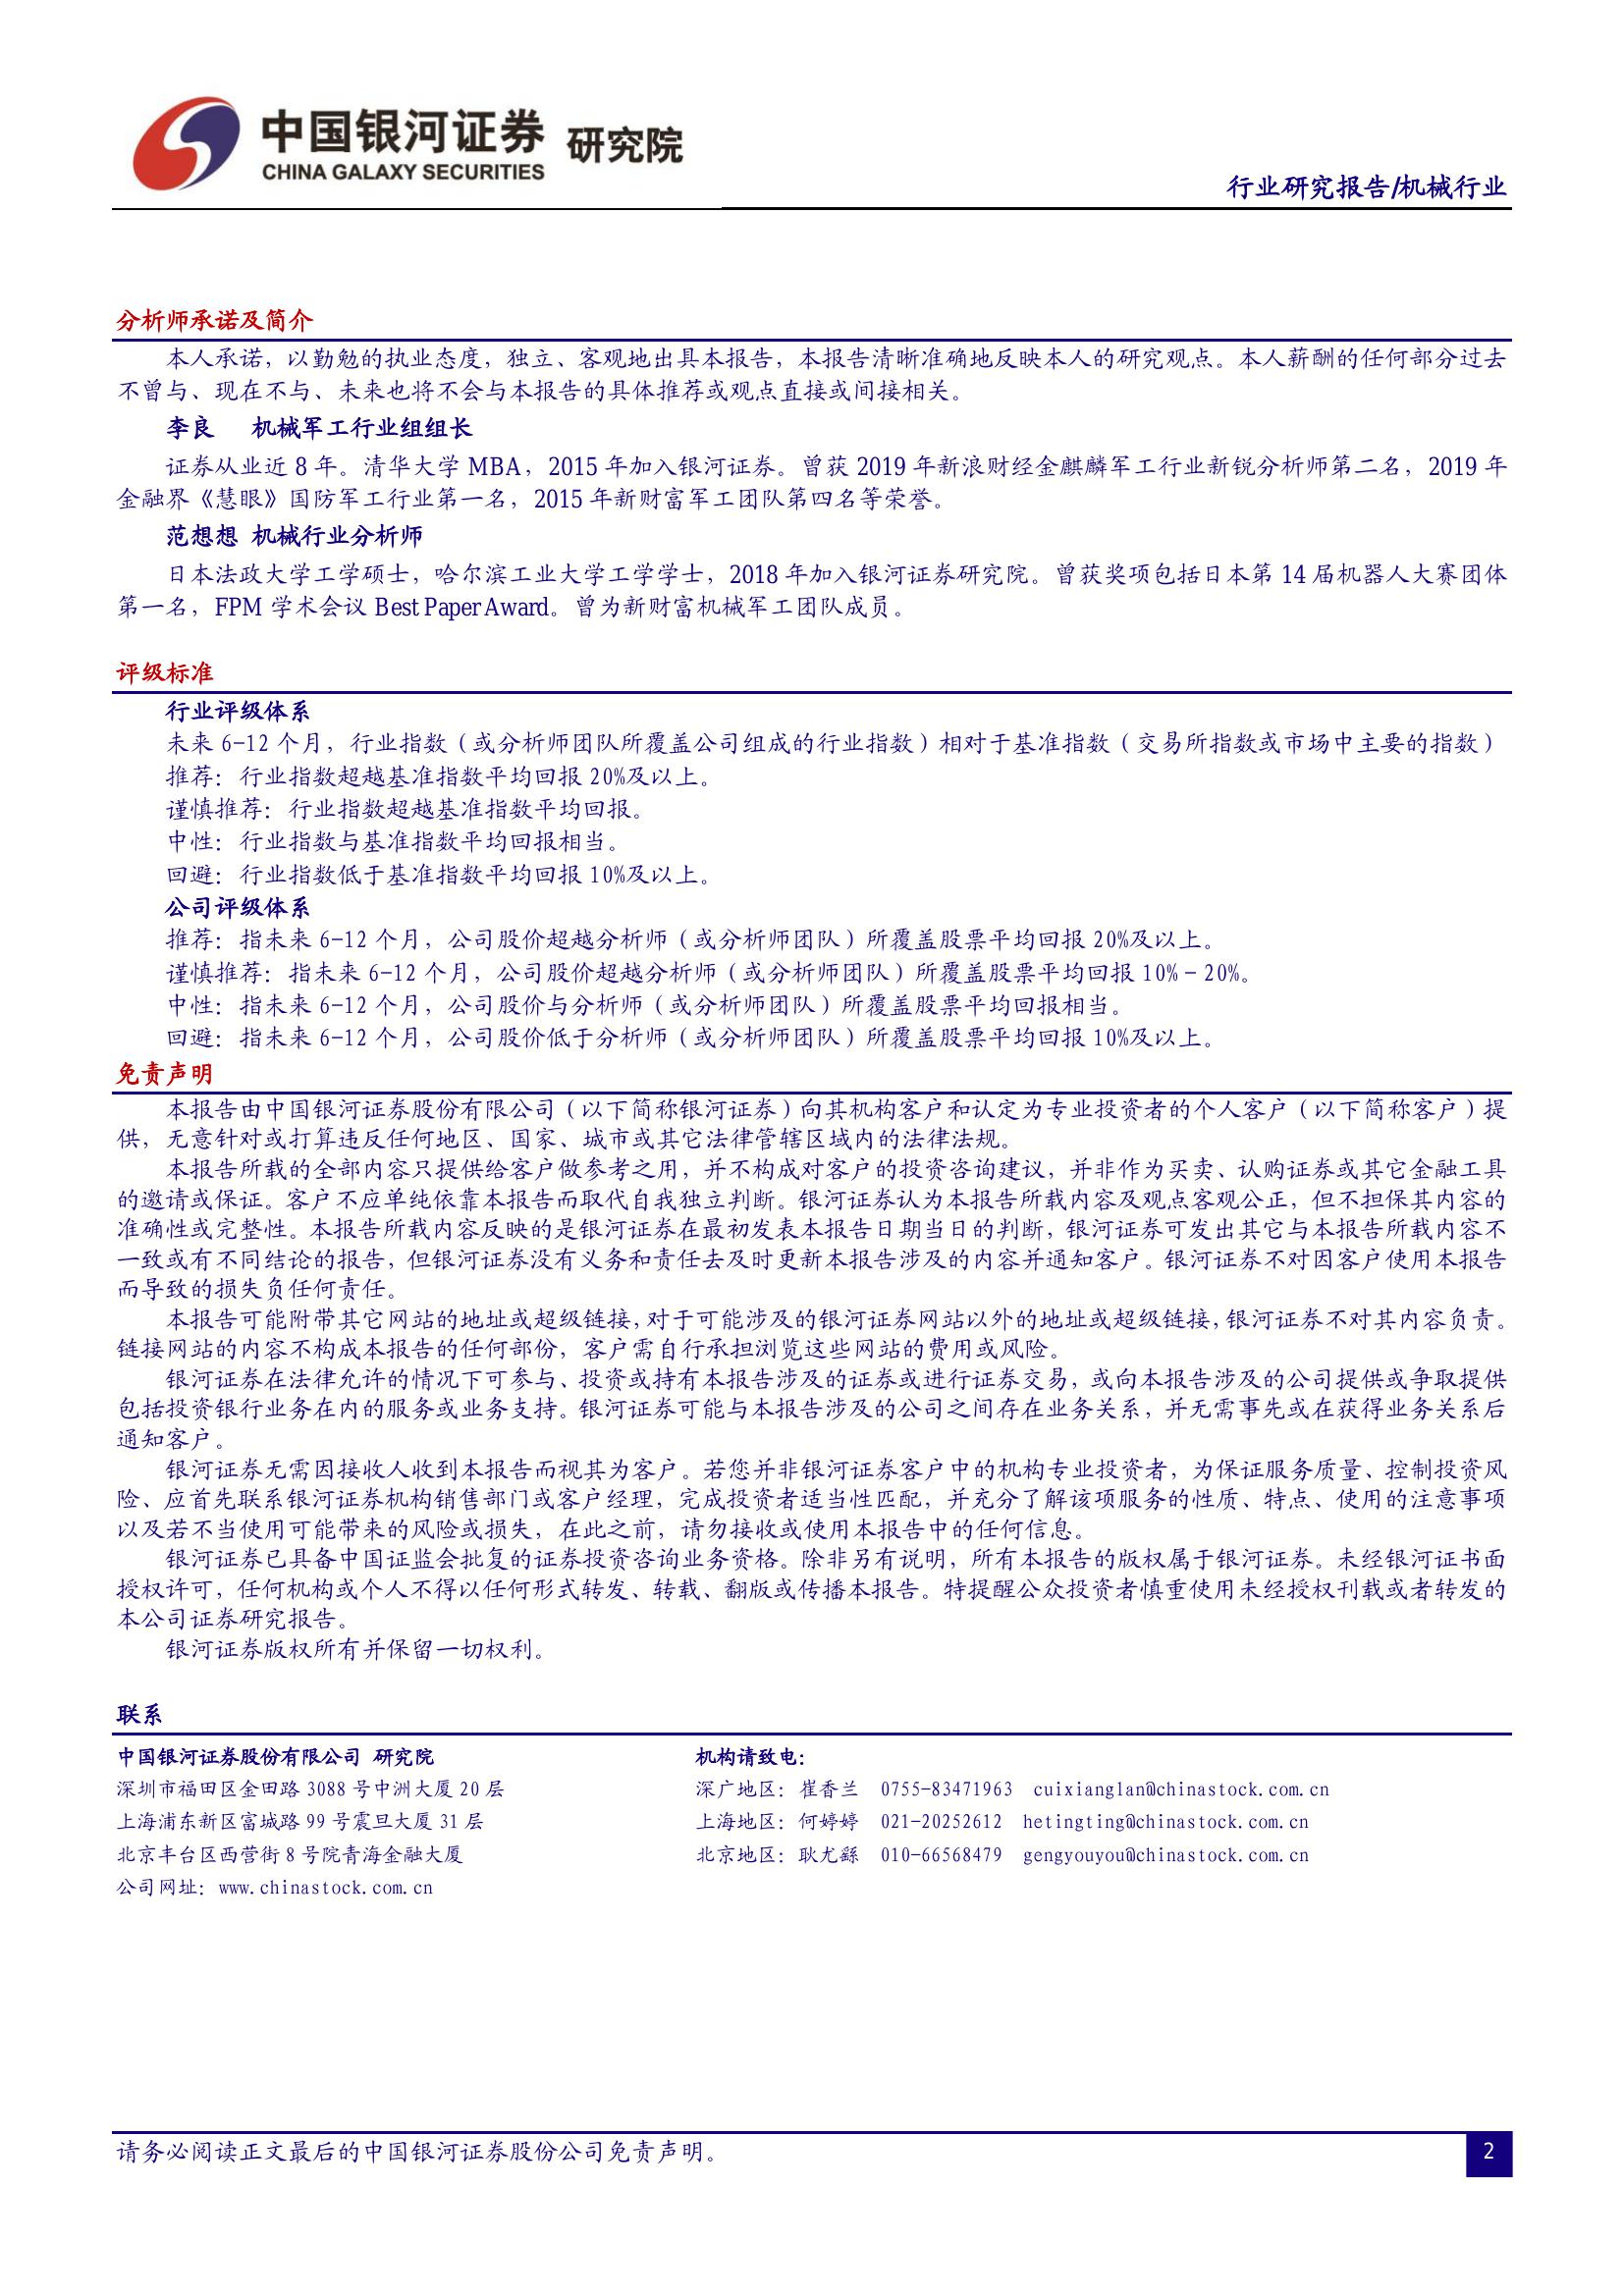 中国银河证券 研究院
CHINA GALAXY SECURITIES
行业研究报告/机械行业
分析师承诺及简介
本人承诺，以勤勉的执业态度，独立、客观地出具本报告，本报告清晰准确地反映本人的研究观点。本人薪酬的任何部分过去
不曾与、现在不与、未来也将不会与本报告的具体推荐或观点直接或间接相关。
李良 机械军工行业组组长
证券从业近 8 年。清华大学 MBA，2015 年加入银河证券。曾获 2019 年新浪财经金麒麟军工行业新锐分析师第二名，2019 年
金融界《慧眼》国防军工行业第一名，2015 年新财富军工团队第四名等荣誉。
范想想 机械行业分析师
日本法政大学工学硕士，哈尔滨工业大学工学学士，2018 年加入银河证券研究院。曾获奖项包括日本第 14 届机器人大赛团体
第一名，FPM 学术会议 Best Paper Award。曾为新财富机械军工团队成员。
评级标准
行业评级体系
未来 6-12 个月，行业指数（或分析师团队所覆盖公司组成的行业指数）相对于基准指数（交易所指数或市场中主要的指数）
推荐：行业指数超越基准指数平均回报 20%及以上。
谨慎推荐：行业指数超越基准指数平均回报。
中性：行业指数与基准指数平均回报相当。
回避：行业指数低于基准指数平均回报 10%及以上。
公司评级体系
推荐：指未来 6-12 个月，公司股价超越分析师（或分析师团队）所覆盖股票平均回报 20%及以上。
谨慎推荐：指未来 6-12 个月，公司股价超越分析师（或分析师团队）所覆盖股票平均回报 10%－20%。
中性：指未来 6-12 个月，公司股价与分析师（或分析师团队）所覆盖股票平均回报相当。
回避：指未来 6-12 个月，公司股价低于分析师（或分析师团队）所覆盖股票平均回报 10%及以上。
免责声明
本报告由中国银河证券股份有限公司（以下简称银河证券）向其机构客户和认定为专业投资者的个人客户（以下简称客户）提
供，无意针对或打算违反任何地区、国家、城市或其它法律管辖区域内的法律法规。
本报告所载的全部内容只提供给客户做参考之用，并不构成对客户的投资咨询建议，并非作为买卖、认购证券或其它金融工具
的邀请或保证。客户不应单纯依靠本报告而取代自我独立判断。银河证券认为本报告所载内容及观点客观公正，但不担保其内容的
准确性或完整性。本报告所载内容反映的是银河证券在最初发表本报告日期当日的判断，银河证券可发出其它与本报告所载内容不
一致或有不同结论的报告，但银河证券没有义务和责任去及时更新本报告涉及的内容并通知客户。银河证券不对因客户使用本报告
而导致的损失负任何责任。
本报告可能附带其它网站的地址或超级链接，对于可能涉及的银河证券网站以外的地址或超级链接，银河证券不对其内容负责。
链接网站的内容不构成本报告的任何部份，客户需自行承担浏览这些网站的费用或风险。
银河证券在法律允许的情况下可参与、投资或持有本报告涉及的证券或进行证券交易，或向本报告涉及的公司提供或争取提供
包括投资银行业务在内的服务或业务支持。银河证券可能与本报告涉及的公司之间存在业务关系，并无需事先或在获得业务关系后
通知客户。
银河证券无需因接收人收到本报告而视其为客户。若您并非银河证券客户中的机构专业投资者，为保证服务质量、控制投资风
险、应首先联系银河证券机构销售部门或客户经理，完成投资者适当性匹配，并充分了解该项服务的性质、特点、使用的注意事项
以及若不当使用可能带来的风险或损失，在此之前，请勿接收或使用本报告中的任何信息。
银河证券已具备中国证监会批复的证券投资咨询业务资格。除非另有说明，所有本报告的版权属于银河证券。未经银河证书面
授权许可，任何机构或个人不得以任何形式转发、转载、翻版或传播本报告。特提醒公众投资者慎重使用未经授权刊载或者转发的
本公司证券研究报告。
银河证券版权所有并保留一切权利。
联系
中国银河证券股份有限公司 研究院
深圳市福田区金田路 3088 号中洲大厦 20 层
上海浦东新区富城路 99 号震旦大厦 31 层
北京丰台区西营街 8 号院青海金融大厦
公司网址：www.chinastock.com.cn
机构请致电：
深广地区：崔香兰 0755-83471963 cuixianglan@chinastock.com.cn
上海地区：何婷婷 021-20252612 hetingting@chinastock.com.cn
北京地区：耿尤繇 010-66568479 gengyouyou@chinastock.com.cn
请务必阅读正文最后的中国银河证券股份公司免责声明。
2